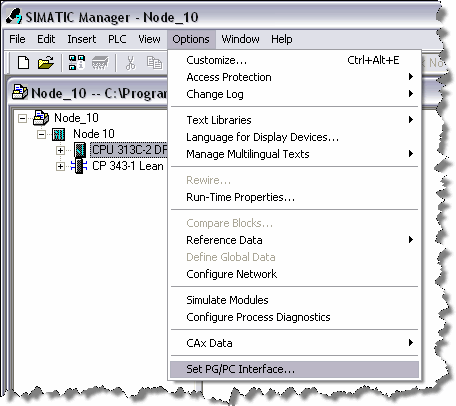 SIMATIC Manager - Node_10
File Edit Insert PLC View Options Window Help
Node_10 -- C:\Program
Node_10
Node 10
CPU 313C-2 DP
CP 343-1 Lean
Customize... Ctrl+Alt+E
Access Protection
Change Log
Text Libraries
Language for Display Devices...
Manage Multilingual Texts
Rewire...
Run-Time Properties...
Compare Blocks...
Reference Data
Define Global Data
Configure Network
Simulate Modules
Configure Process Diagnostics
CAx Data
Set PG/PC Interface...